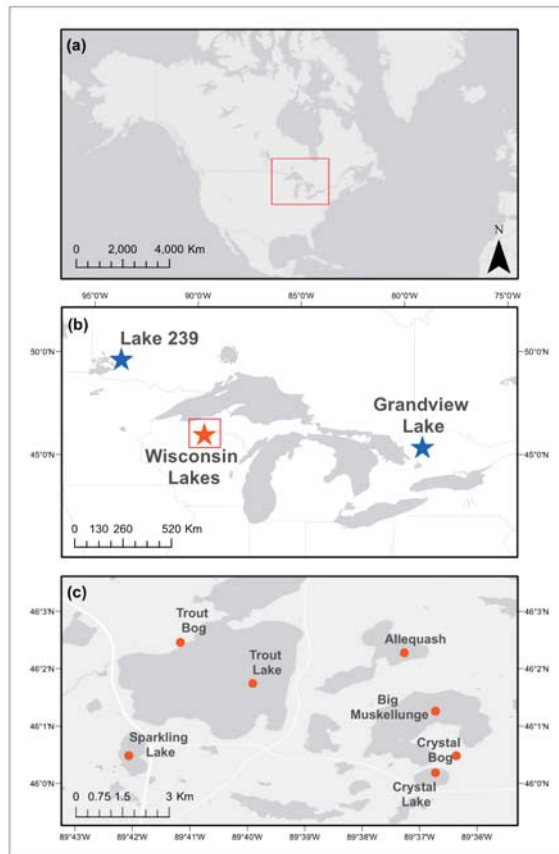 (a)
N
0 2,000 4,000 Km
95°0'W 90°0'W 85°0'W 80°0'W 75°0'W
(b)
Lake 239
50°0'N
50°0'N
Grandview
Lake
Wisconsin
Lakes
45°0'N
45°0'N
0 130 260 520 Km
(c)
46°3'N
46°3'N
Trout
Bog
Allequash
46°2'N
46°2'N
Trout
Lake
Big
Muskellunge
46°1'N
46°1'N
Sparkling
Lake
Crystal
Bog
46°0'N
46°0'N
Crystal
Lake
0 0.75 1.5 3 Km
89°43'W 89°42'W 89°41'W 89°40'W 89°39'W 89°38'W 89°37'W 89°36'W